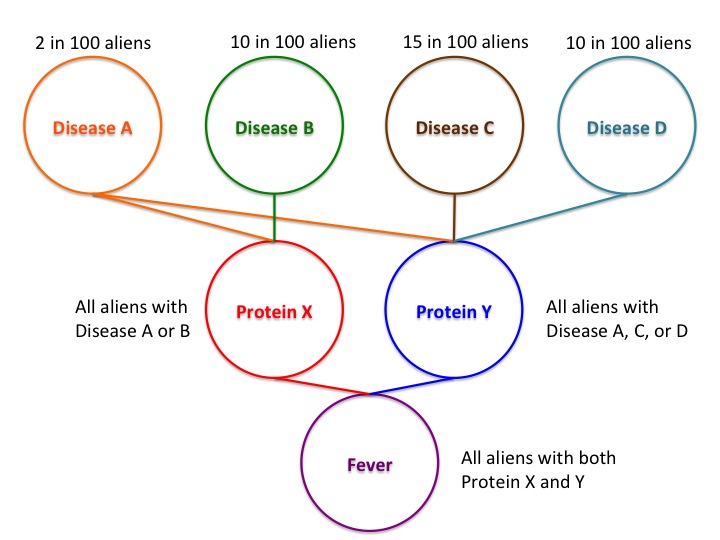 2 in 100 aliens
10 in 100 aliens
15 in 100 aliens
10 in 100 aliens
Disease A
Disease B
Disease C
Disease D
All aliens with
Disease A or B
Protein X
Protein Y
All aliens with
Disease A, C, or D
Fever
All aliens with both
Protein X and Y